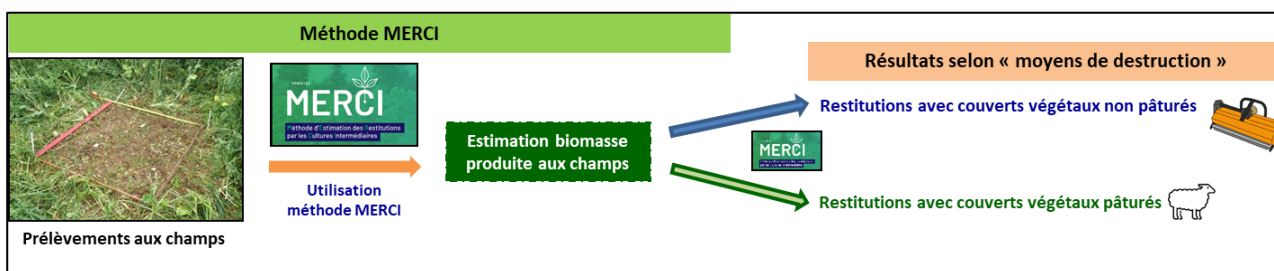 Méthode MERCI
Résultats selon « moyens de destruction »
MERCI
Méthode d'Estimation des Restitutions
par les Cultures Intermédiaires
Utilisation
méthode MERCI
Estimation biomasse
produite aux champs
Restitutions avec couverts végétaux non pâturés
MERCI
Restitutions avec couverts végétaux pâturés
Prélèvements aux champs